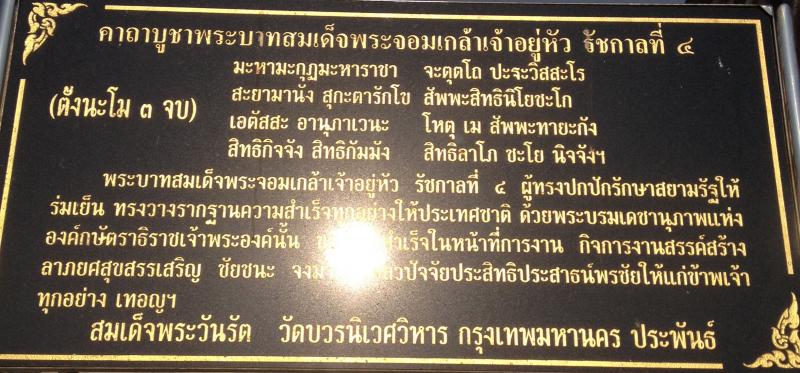 คาถาบูชาพระบาทสมเด็จพระจอมเกล้าเจ้าอยู่หัว รัชกาลที่ ๔
มะหามะกุฏมะหาราชา จะตุตโถ ปะระวิสสะโร
(ตั้งนะโม ๓ จบ) สะยามานัง สุกะตารักโข สัพพะสิทธินิโยชะโก
เอตัสสะ อานุภาเวนะ โหตุ เม สัพพะทายะกัง
สิทธิกิจจัง สิทธิกัมมัง สิทธิลาโภ ชะโย นิจจังฯ
พระบาทสมเด็จพระจอมเกล้าเจ้าอยู่หัว รัชกาลที่ ๔ ผู้ทรงปกปักรักษาสยามรัฐให้
ร่มเย็น ทรงวางรากฐานความสำเร็จทุกอย่างให้ประเทศชาติ ด้วยพระบรมเดชานุภาพแห่ง
องค์กษัตราธิราชเจ้าพระองค์นั้น สำเร็จในหน้าที่การงาน กิจการงานสรรค์สร้าง
ลาภยศสุขสรรเสริญ ชัยชนะ ปัจจัยประสิทธิประสาธน์พรชัยให้แก่ข้าพเจ้า
ทุกอย่าง เทอญฯ
สมเด็จพระวันรัต วัดบวรนิเวศวิหาร กรุงเทพมหานคร ประพันธ์